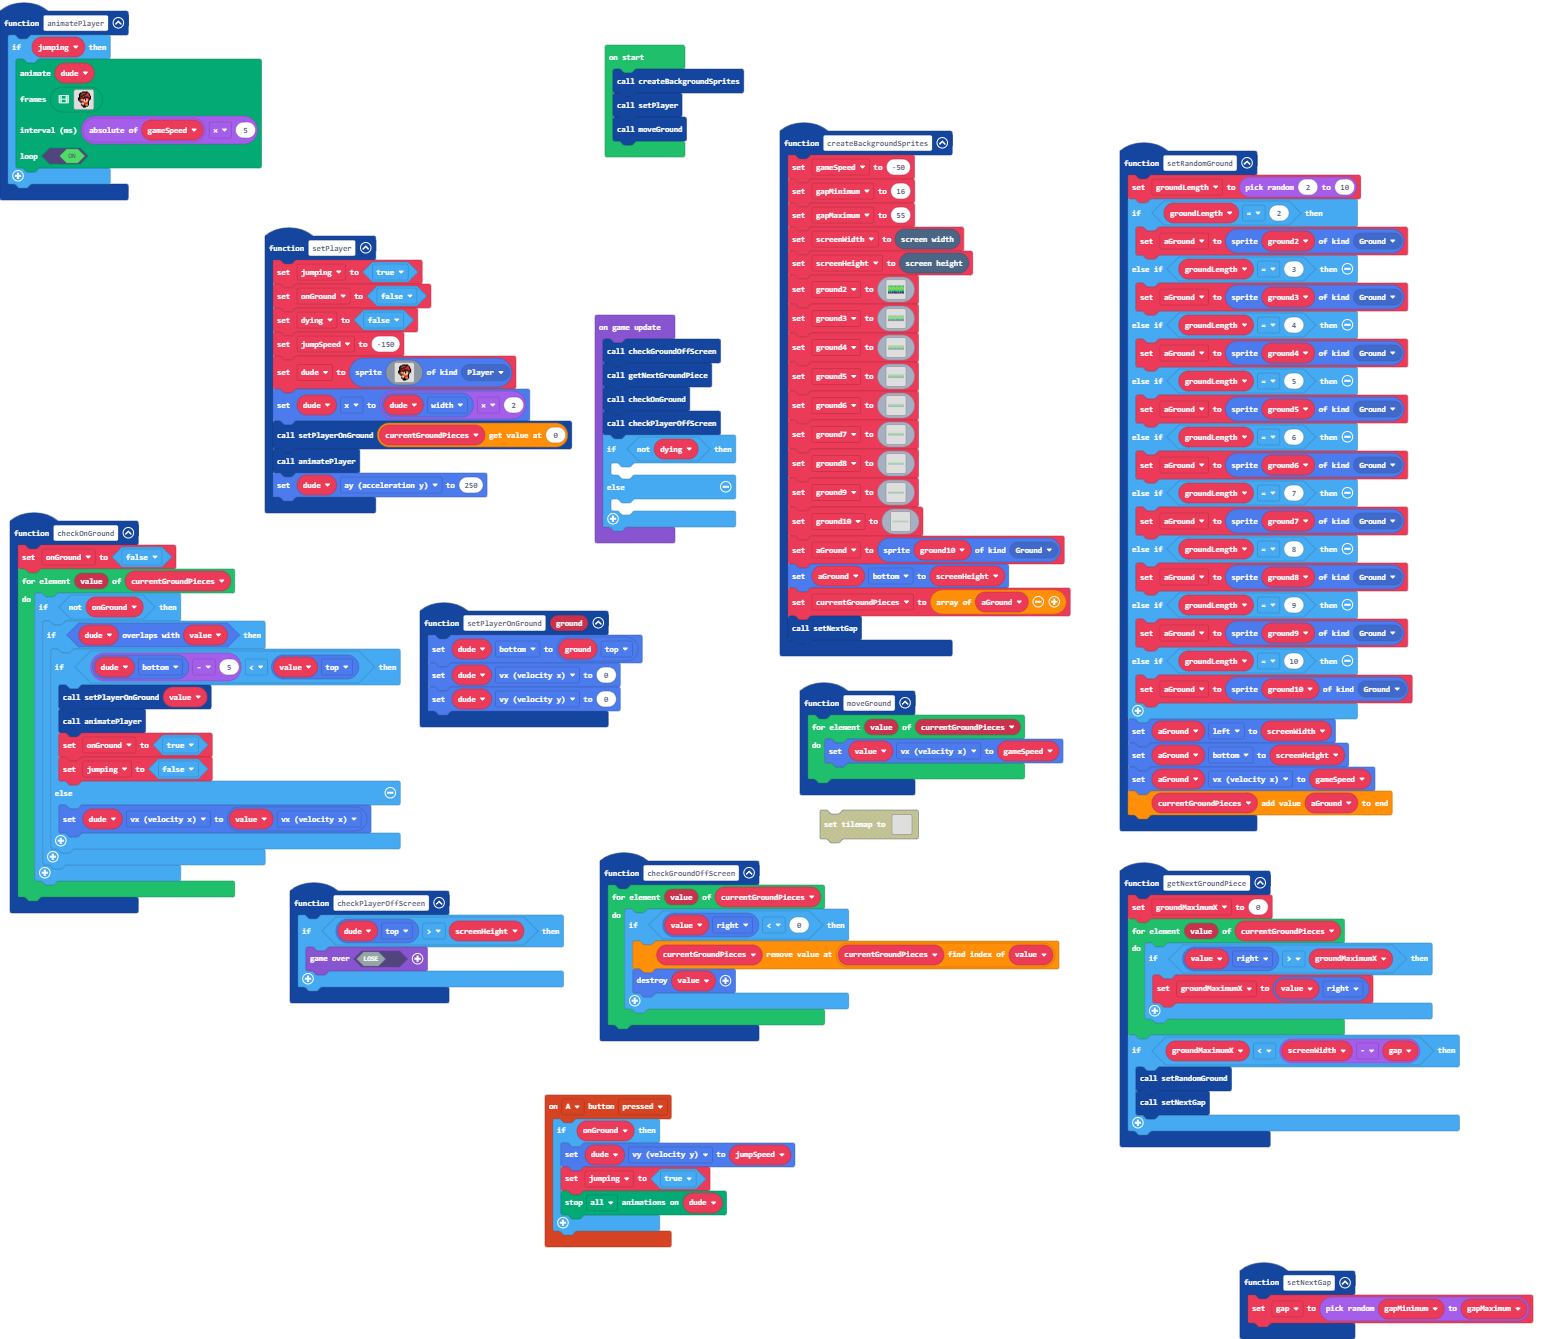 function animatePlayer
if jumping then
animate dude
frames
interval (ms) absolute of gameSpeed × 5
loop ON
on start
call createBackgroundSprites
call setPlayer
call moveGround
function createBackgroundSprites
set gameSpeed to -50
set gapMinimum to 16
set gapMaximum to 55
set screenWidth to screen width
set screenHeight to screen height
set ground2 to
set ground3 to
set ground4 to
set ground5 to
set ground6 to
set ground7 to
set ground8 to
set ground9 to
set ground10 to
set aGround to sprite ground10 of kind Ground
set aGround bottom to screenHeight
set currentGroundPieces to array of aGround
call setNextGap
function setRandomGround
set groundLength to pick random 2 to 10
if groundLength = 2 then
set aGround to sprite ground2 of kind Ground
else if groundLength = 3 then
set aGround to sprite ground3 of kind Ground
else if groundLength = 4 then
set aGround to sprite ground4 of kind Ground
else if groundLength = 5 then
set aGround to sprite ground5 of kind Ground
else if groundLength = 6 then
set aGround to sprite ground6 of kind Ground
else if groundLength = 7 then
set aGround to sprite ground7 of kind Ground
else if groundLength = 8 then
set aGround to sprite ground8 of kind Ground
else if groundLength = 9 then
set aGround to sprite ground9 of kind Ground
else if groundLength = 10 then
set aGround to sprite ground10 of kind Ground
set aGround left to screenWidth
set aGround bottom to screenHeight
set aGround vx (velocity x) to gameSpeed
currentGroundPieces add value aGround to end
function setPlayer
set jumping to true
set onGround to false
set dying to false
set jumpSpeed to -150
set dude to sprite of kind Player
set dude x to dude width × 2
call setPlayerOnGround currentGroundPieces get value at 0
call animatePlayer
set dude ay (acceleration y) to 250
on game update
call checkGroundOffScreen
call getNextGroundPiece
call checkOnGround
call checkPlayerOffScreen
if not dying then
else
function checkOnGround
set onGround to false
for element value of currentGroundPieces
do
if not onGround then
if dude overlaps with value then
if dude bottom - 5 < value top then
call setPlayerOnGround value
call animatePlayer
set onGround to true
set jumping to false
else
set dude vx (velocity x) to value vx (velocity x)
function setPlayerOnGround ground
set dude bottom to ground top
set dude vx (velocity x) to 0
set dude vy (velocity y) to 0
function moveGround
for element value of currentGroundPieces
do
set value vx (velocity x) to gameSpeed
set tilemap to
function checkPlayerOffScreen
if dude top > screenHeight then
game over LOSE
function checkGroundOffScreen
for element value of currentGroundPieces
do
if value right < 0 then
currentGroundPieces remove value at currentGroundPieces find index of value
destroy value
function getNextGroundPiece
set groundMaximumX to 0
for element value of currentGroundPieces
do
if value right > groundMaximumX then
set groundMaximumX to value right
if groundMaximumX < screenWidth - gap then
call setRandomGround
call setNextGap
on A button pressed
if onGround then
set dude vy (velocity y) to jumpSpeed
set jumping to true
stop all animations on dude
function setNextGap
set gap to pick random gapMinimum to gapMaximum